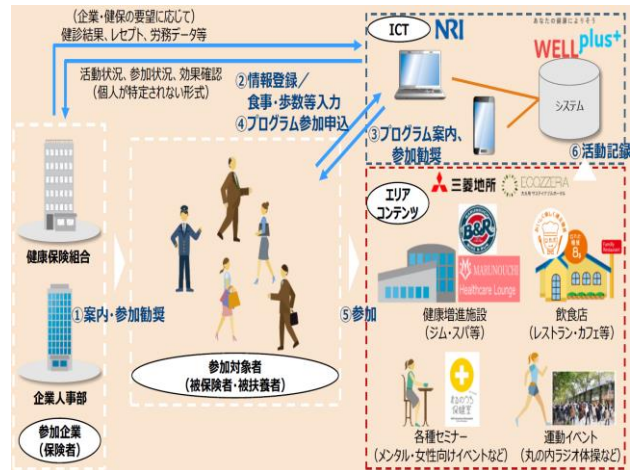 (企業・健保の要望に応じて)
健診結果、レセプト、労務データ等
活動状況、参加状況、効果確認
(個人が特定されない形式)
②情報登録/
食事・歩数等入力
④プログラム参加申込
ICT
NRI
あなたの健康によりそう
WELL
plus+
システム
③プログラム案内、
参加勧奨
⑥活動記録
健康保険組合
①案内・参加勧奨
企業人事部
参加企業
(保険者)
参加対象者
(被保険者・被扶養者)
⑤参加
エリア
コンテンツ
三菱地所
ECOZZERIA
B&R
MARUNOUCHI
Healthcare Lounge
健康増進施設
(ジム・スパ等)
Family
Restaurant
飲食店
(レストラン・カフェ等)
まるのうち
保健室
各種セミナー
(メンタル・女性向けイベントなど)
運動イベント
(丸の内ラジオ体操など)